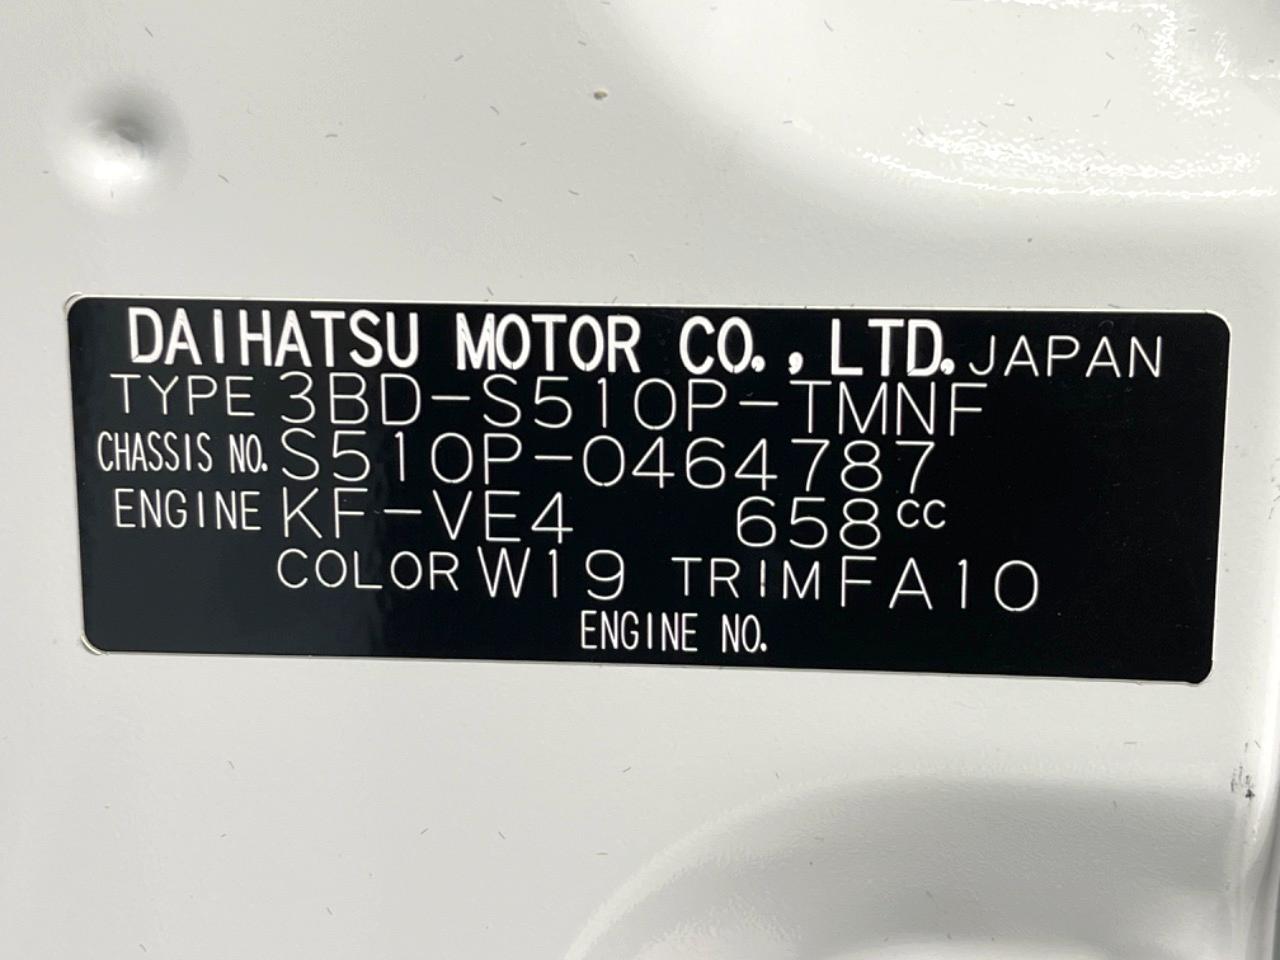 DAIHATSU MOTOR CO., LTD. JAPAN
TYPE 3BD-S510P-TMNF
CHASSIS NO. S510P-0464787
ENGINE KF-VE4 658cc
COLOR W19 TRIM FA10
ENGINE NO.